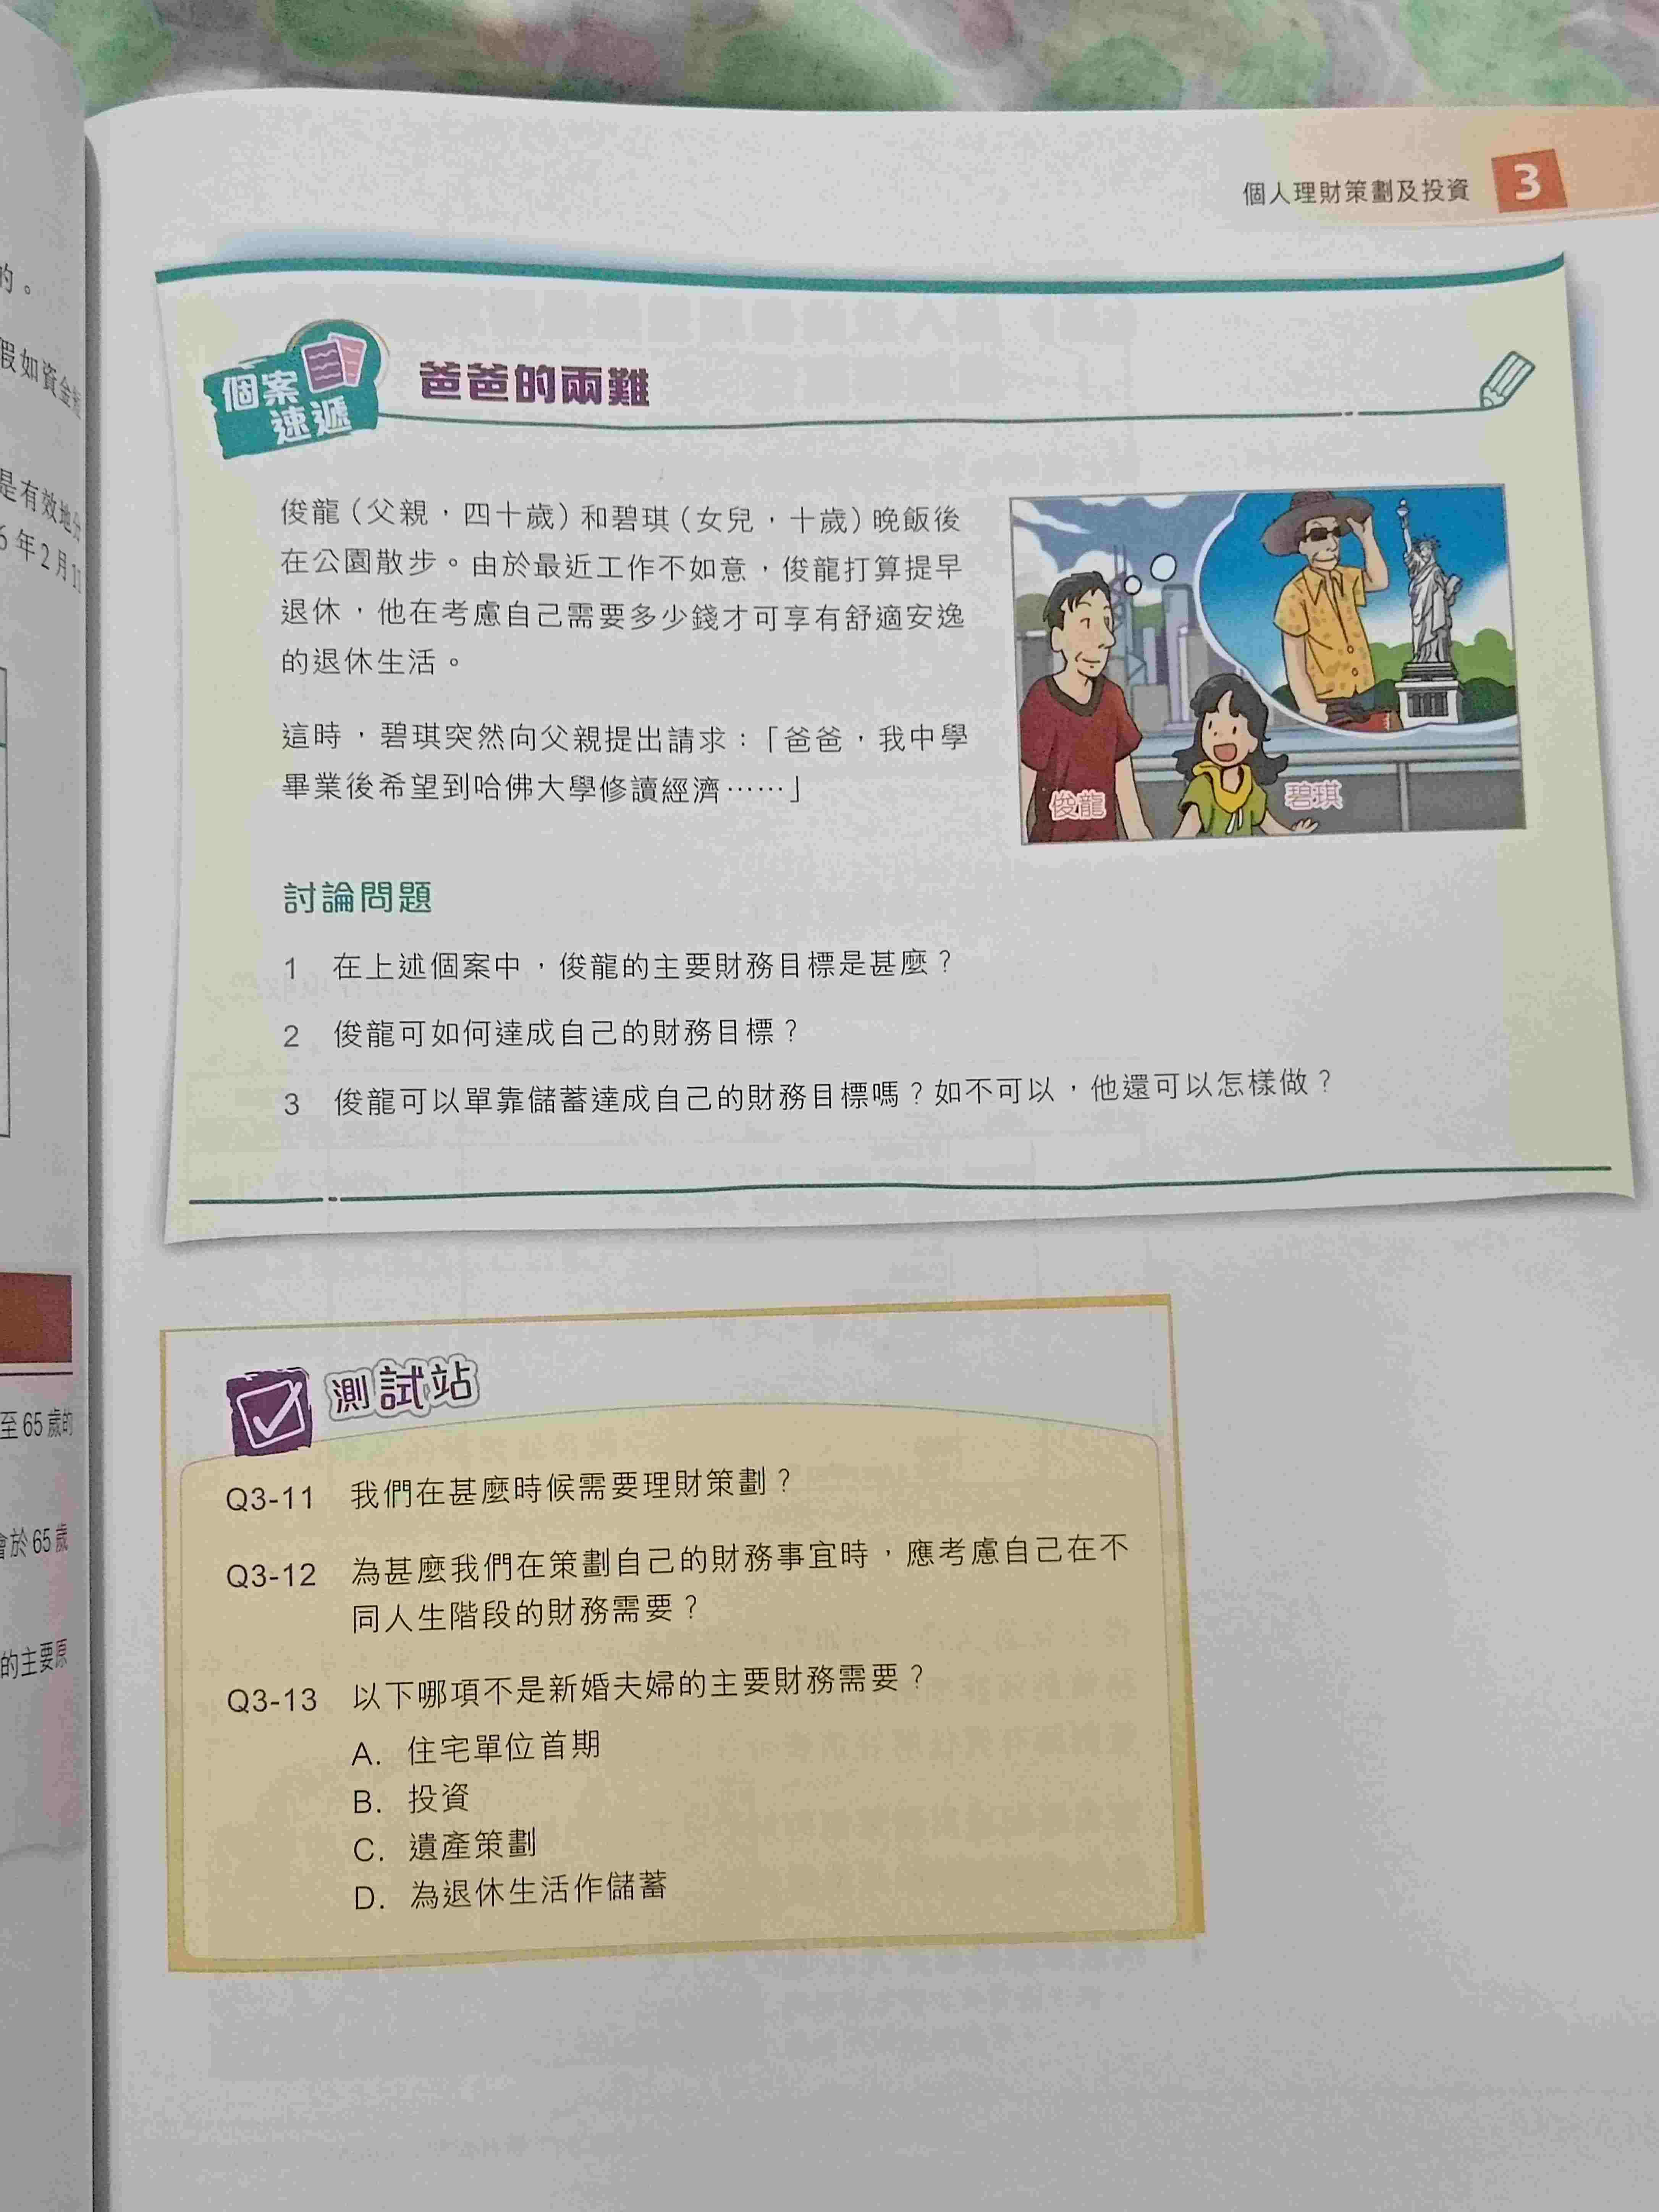 的。
假如資金
是有效地分
6年2月11
至65歲的
會於65歲
的主要原
個人理財策劃及投資 3
個案
速遞
爸爸的兩難
俊龍（父親，四十歲）和碧琪（女兒，十歲）晚飯後
在公園散步。由於最近工作不如意，俊龍打算提早
退休，他在考慮自己需要多少錢才可享有舒適安逸
的退休生活。
這時，碧琪突然向父親提出請求：「爸爸，我中學
畢業後希望到哈佛大學修讀經濟⋯⋯」
俊龍
碧琪
討論問題
1 在上述個案中，俊龍的主要財務目標是甚麼？
2 俊龍可如何達成自己的財務目標？
3 俊龍可以單靠儲蓄達成自己的財務目標嗎？如不可以，他還可以怎樣做？
測試站
Q3-11 我們在甚麼時候需要理財策劃？
Q3-12 為甚麼我們在策劃自己的財務事宜時，應考慮自己在不
同人生階段的財務需要？
Q3-13 以下哪項不是新婚夫婦的主要財務需要？
A. 住宅單位首期
B. 投資
C. 遺產策劃
D. 為退休生活作儲蓄